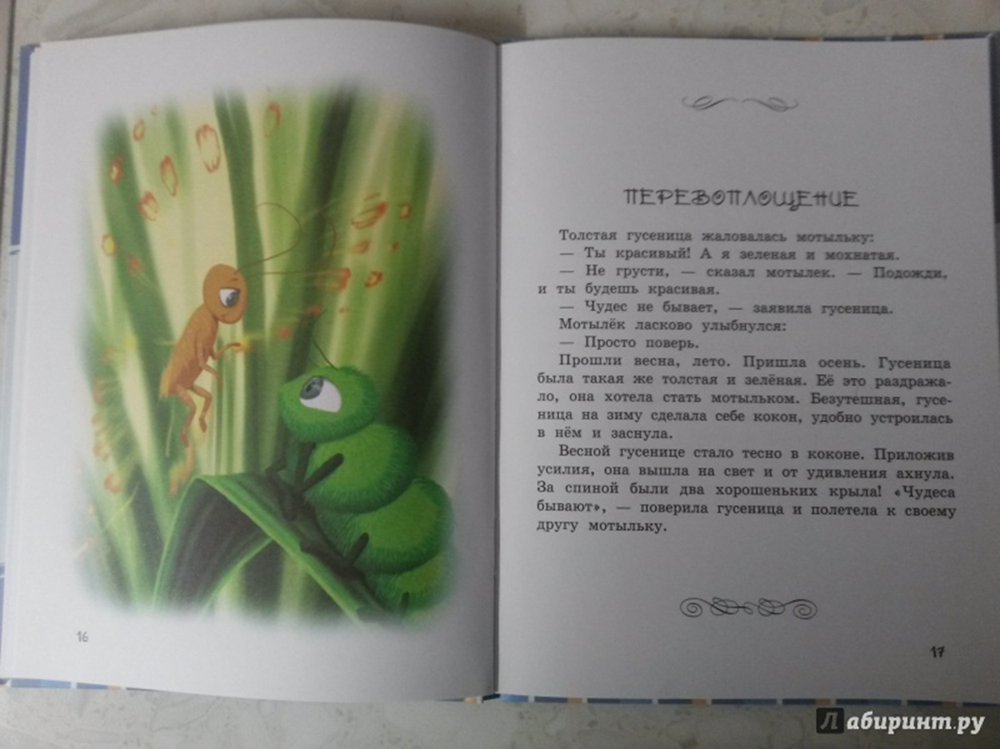 ПЕРЕВОПЛОЩЕНИЕ
Толстая гусеница жаловалась мотыльку:
— Ты красивый! А я зеленая и мохнатая.
— Не грусти, — сказал мотылек. — Подожди,
и ты будешь красивая.
— Чудес не бывает, — заявила гусеница.
Мотылёк ласково улыбнулся:
— Просто поверь.
Прошли весна, лето. Пришла осень. Гусеница
была такая же толстая и зелёная. Её это раздража-
ло, она хотела стать мотыльком. Безутешная, гусе-
ница на зиму сделала себе кокон, удобно устроилась
в нём и заснула.
Весной гусенице стало тесно в коконе. Приложив
усилия, она вышла на свет и от удивления ахнула.
За спиной были два хорошеньких крыла! «Чудеса
бывают», — поверила гусеница и полетела к своему
другу мотыльку.
16
17
Лабиринт.ру